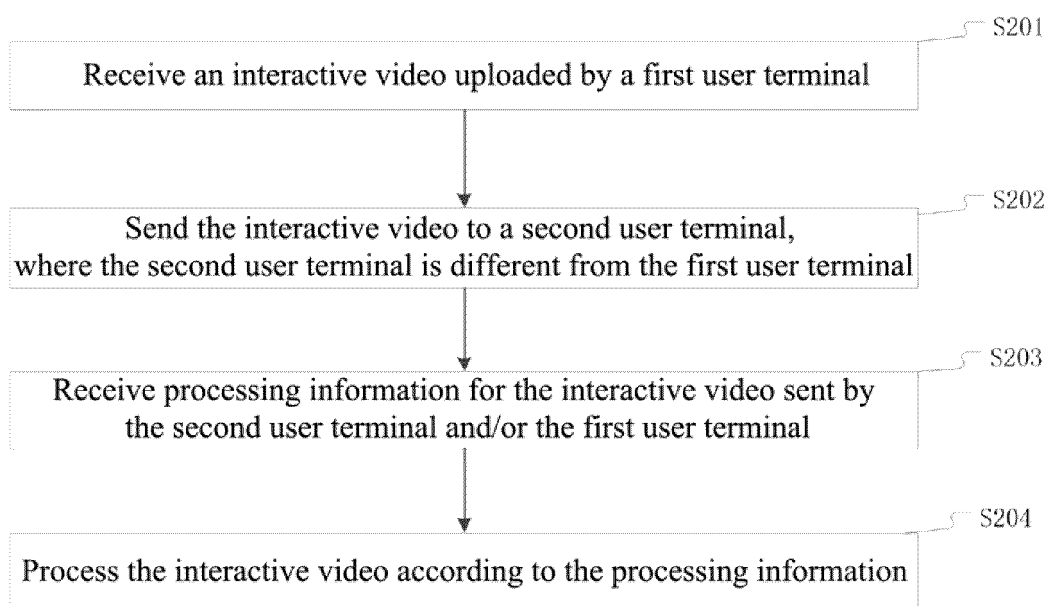 S201
Receive an interactive video uploaded by a first user terminal
S202
Send the interactive video to a second user terminal,
where the second user terminal is different from the first user terminal
S203
Receive processing information for the interactive video sent by
the second user terminal and/or the first user terminal
S204
Process the interactive video according to the processing information